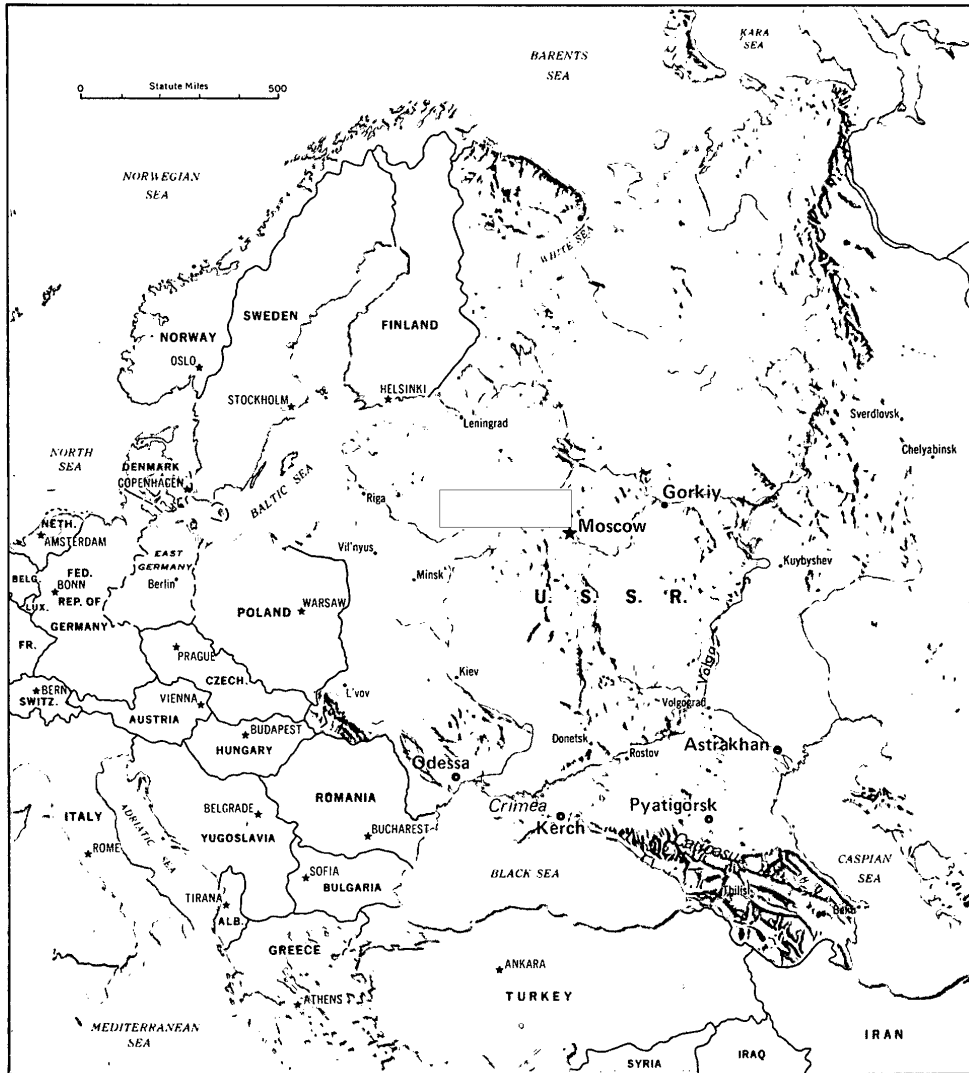 BARENTS
SEA
KARA
SEA
Statute Miles
0 500
NORWEGIAN
SEA
WHITE SEA
SWEDEN
FINLAND
NORWAY
OSLO
HELSINKI
STOCKHOLM
Leningrad
Sverdlovsk
Chelyabinsk
NORTH
SEA
DENMARK
COPENHAGEN
BALTIC SEA
Riga
Gorkiy
Moscow
NETH.
AMSTERDAM
EAST
GERMANY
Berlin
Vil'nyus
Minsk
Kuybyshev
BELG.
FED.
BONN
REP. OF
GERMANY
LUX.
POLAND
WARSAW
U. S. S. R.
FR.
PRAGUE
CZECH.
Kiev
Volga
L'vov
Volgograd
BERN
SWITZ.
VIENNA
AUSTRIA
BUDAPEST
HUNGARY
Donetsk
Rostov
Astrakhan
Odessa
ROMANIA
Crimea
Kerch
Pyatigorsk
ITALY
ADRIATIC SEA
BELGRADE
YUGOSLAVIA
BUCHAREST
ROME
SOFIA
BULGARIA
BLACK SEA
Caucasus
CASPIAN
SEA
Tbilisi
Baku
TIRANA
ALB.
GREECE
ANKARA
TURKEY
ATHENS
MEDITERRANEAN
SEA
SYRIA
IRAQ
IRAN